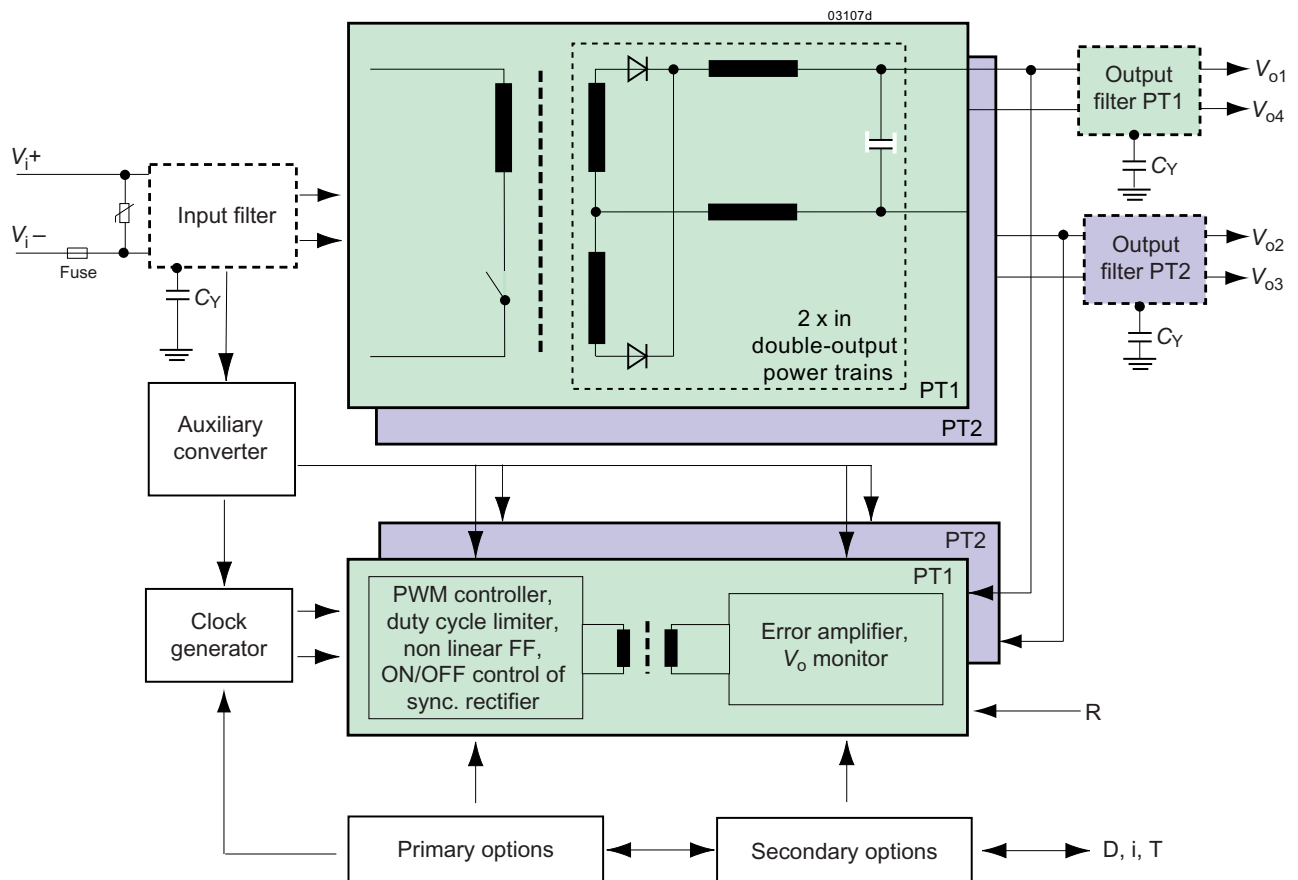 03107d
Output
filter PT1
Vo1
Vo4
CY
Vi+
Input filter
Vi–
Fuse
CY
Output
filter PT2
Vo2
Vo3
CY
2 x in
double-output
power trains
PT1
PT2
Auxiliary
converter
PT2
PT1
Clock
generator
PWM controller,
duty cycle limiter,
non linear FF,
ON/OFF control of
sync. rectifier
Error amplifier,
Vo monitor
R
Primary options
Secondary options
D, i, T